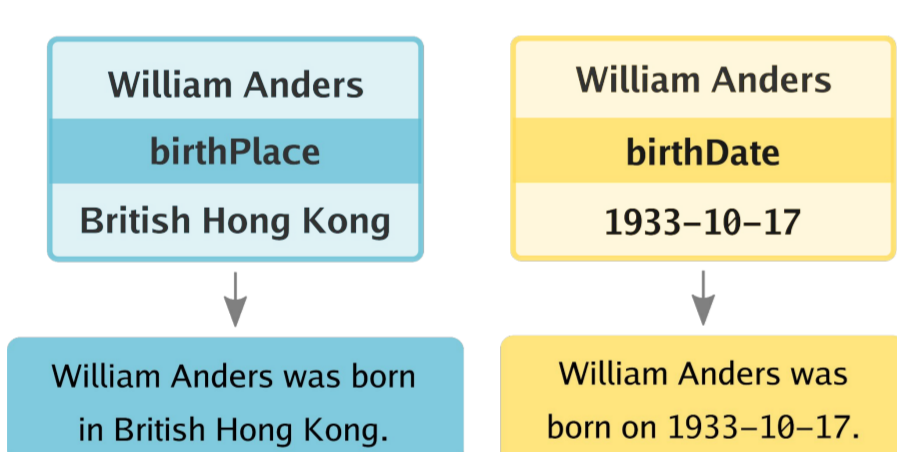 William Anders
birthPlace
British Hong Kong
William Anders was born
in British Hong Kong.
William Anders
birthDate
1933–10–17
William Anders was
born on 1933–10–17.